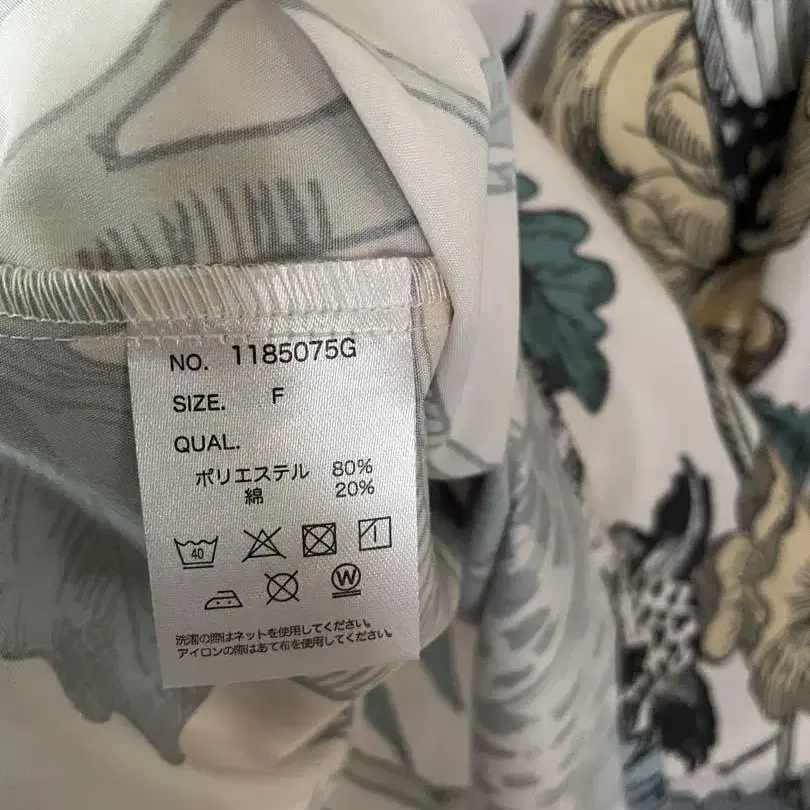 NO. 1185075G
SIZE. F
QUAL.
ポリエステル 80%
綿 20%
40
W
洗濯の際はネットを使用してください。
アイロンの際はあて布を使用してください。